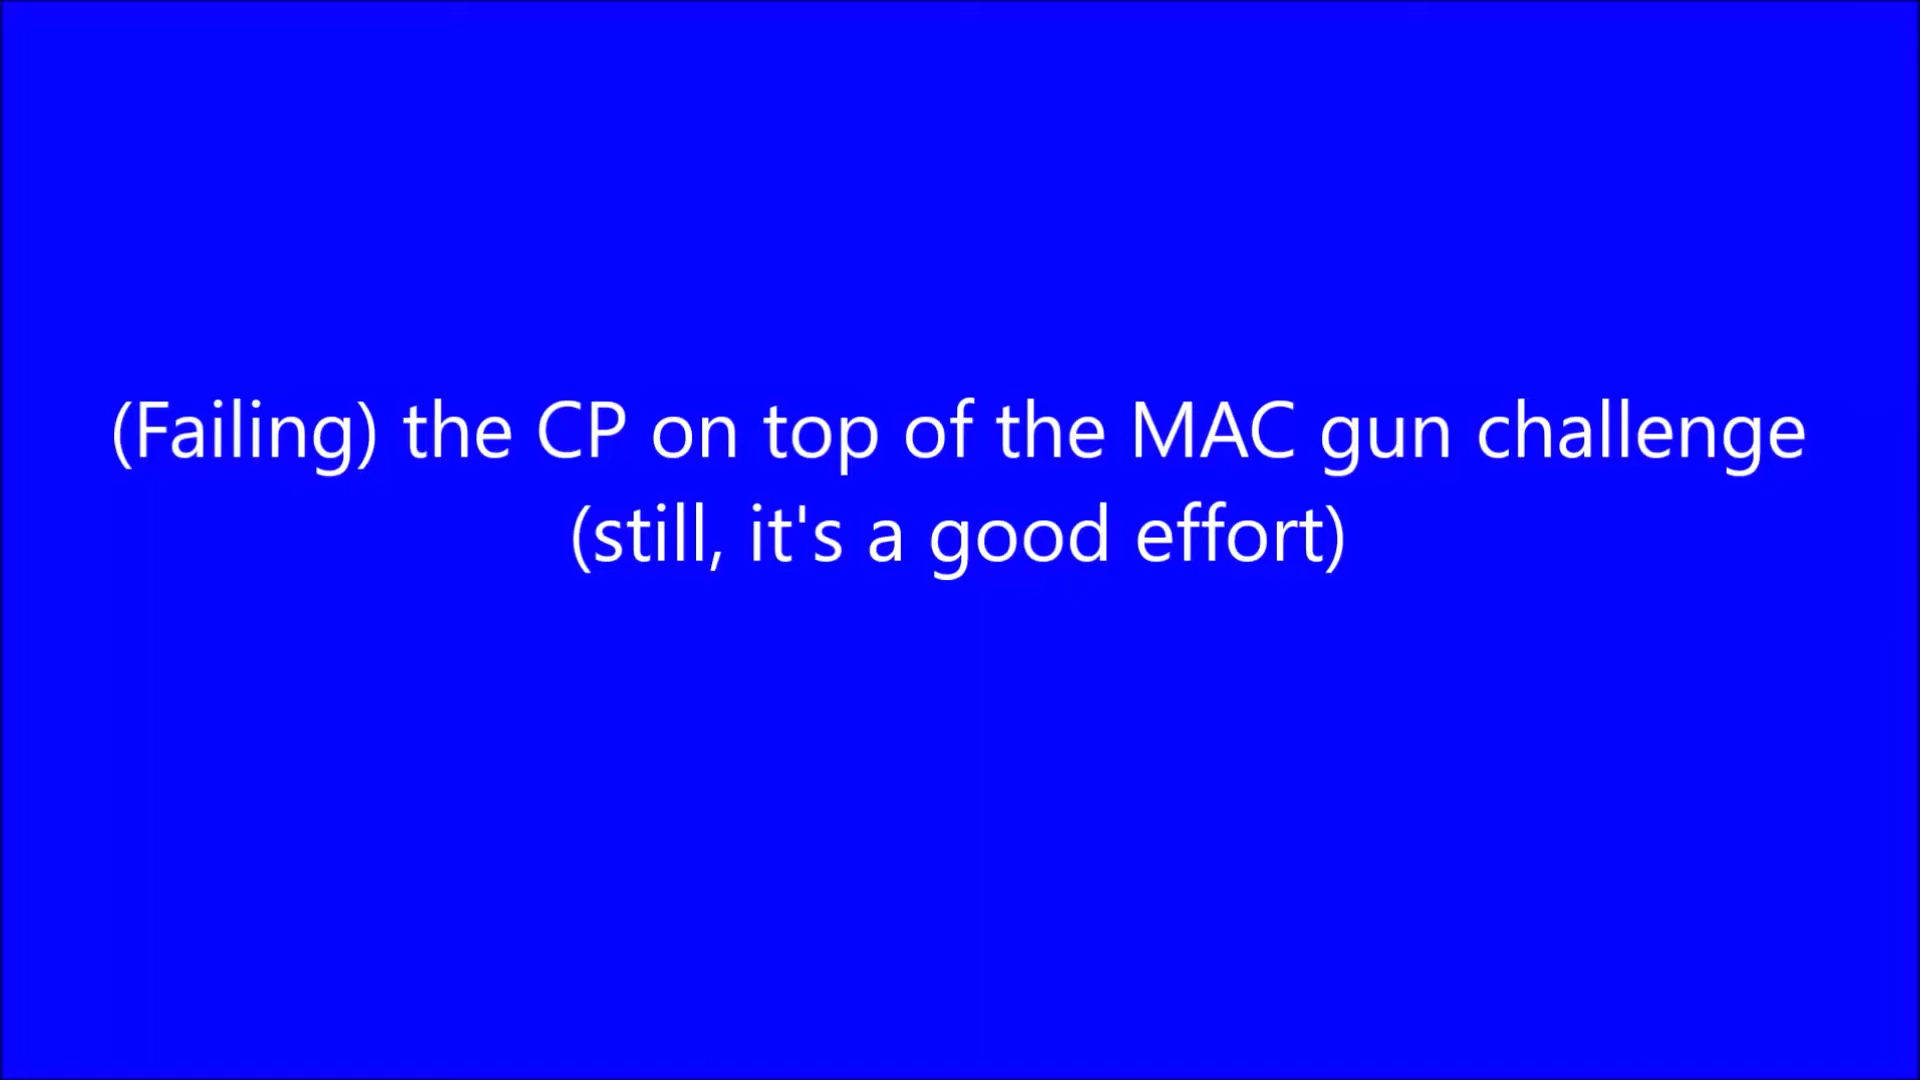 (Failing) the CP on top of the MAC gun challenge
(still, it's a good effort)